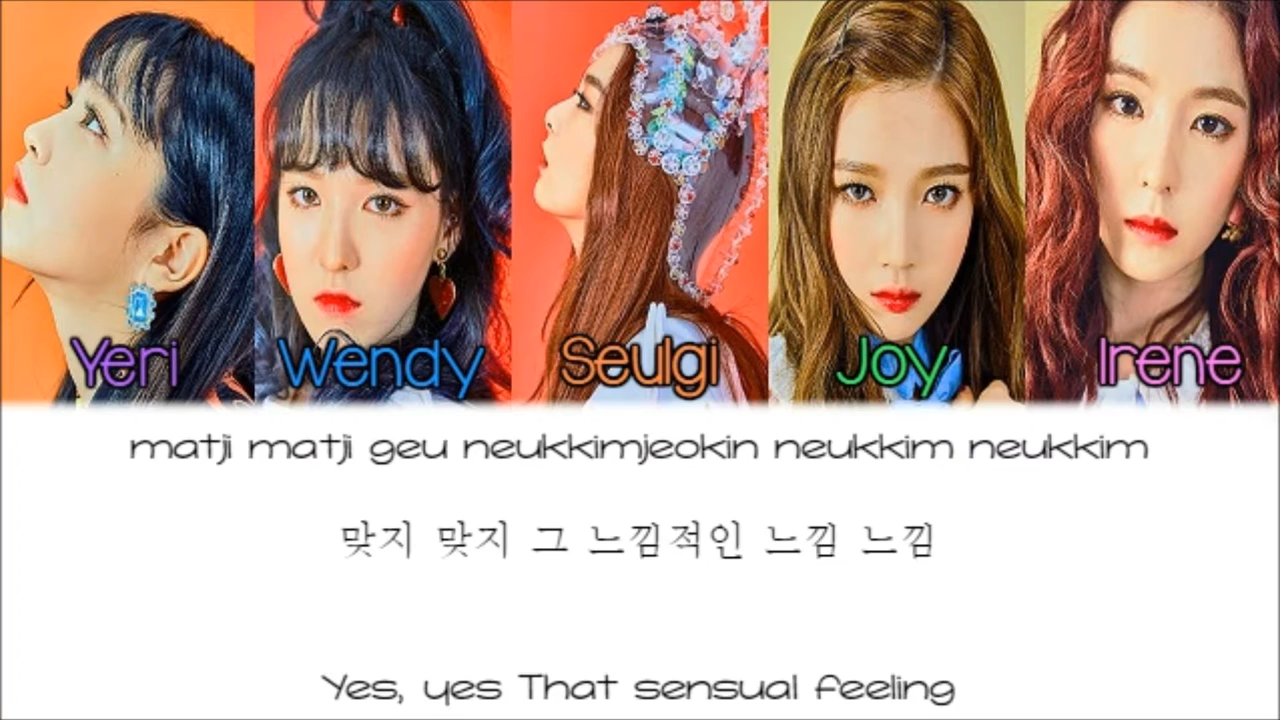 Yeri Wendy Seulgi Joy Irene
matji matji geu neukkimjeokin neukkim neukkim
맞지 맞지 그 느낌적인 느낌 느낌
Yes, yes That sensual feeling